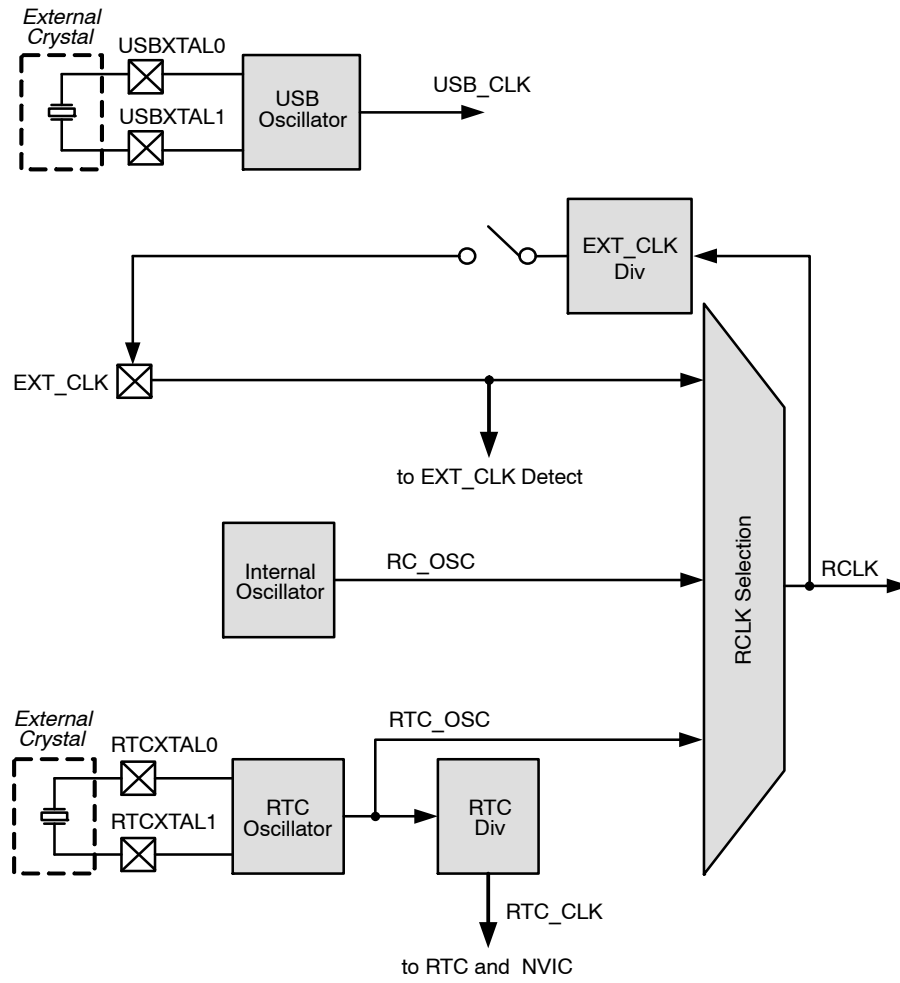 External
Crystal
USBXTAL0
USBXTAL1
USB
Oscillator
USB_CLK
EXT_CLK
Div
EXT_CLK
to EXT_CLK Detect
Internal
Oscillator
RC_OSC
RCLK Selection
RCLK
External
Crystal
RTCXTAL0
RTCXTAL1
RTC
Oscillator
RTC_OSC
RTC
Div
RTC_CLK
to RTC and NVIC